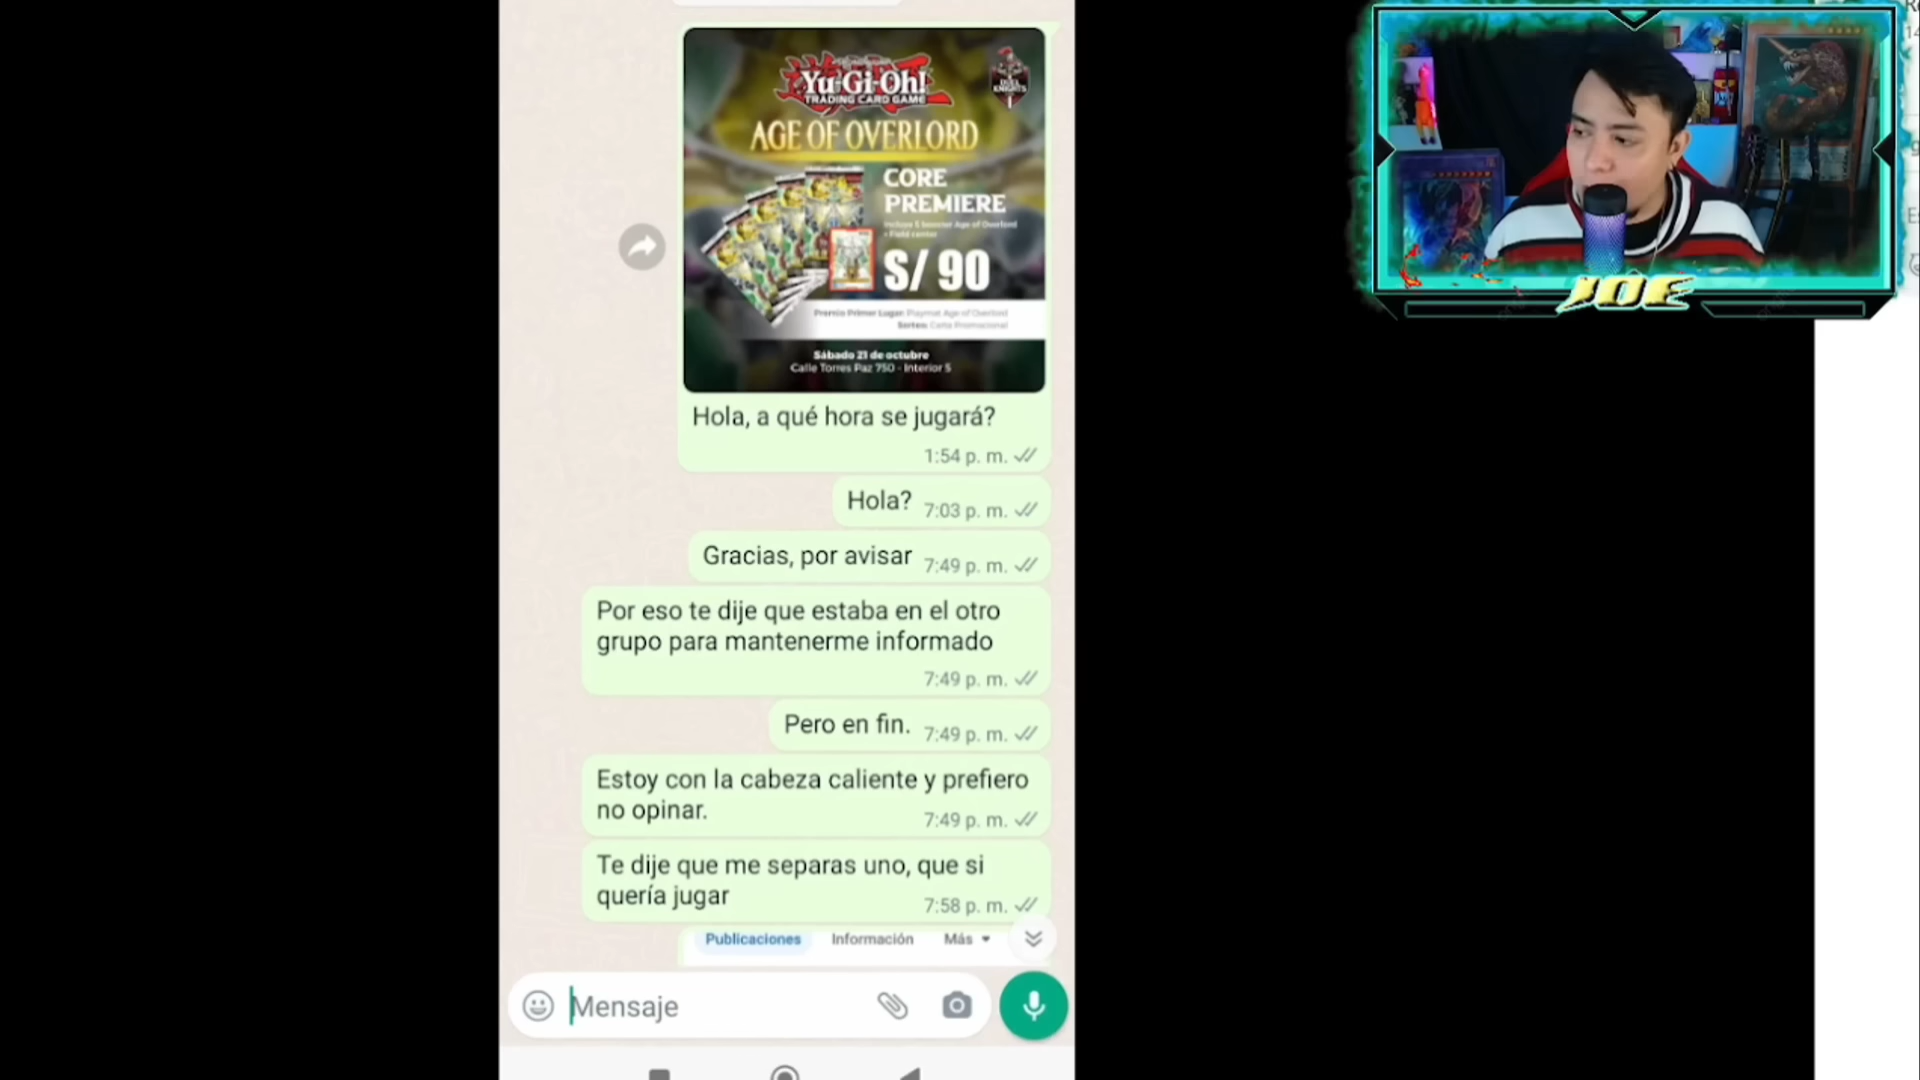 Yu-Gi-Oh!
TRADING CARD GAME
DUEL KNIGHTS
AGE OF OVERLORD
CORE
PREMIERE
Incluye 5 booster Age of Overlord
+ Field center
S/ 90
Premio Primer Lugar: Playmat Age of Overlord
Sorteo: Carta Promocional
Sábado 21 de octubre
Calle Torres Paz 750 - Interior 5
Hola, a qué hora se jugará?
1:54 p. m.
Hola? 7:03 p. m.
Gracias, por avisar 7:49 p. m.
Por eso te dije que estaba en el otro
grupo para mantenerme informado
7:49 p. m.
Pero en fin. 7:49 p. m.
Estoy con la cabeza caliente y prefiero
no opinar. 7:49 p. m.
Te dije que me separas uno, que si
quería jugar 7:58 p. m.
Publicaciones Información Más
Mensaje
JOE